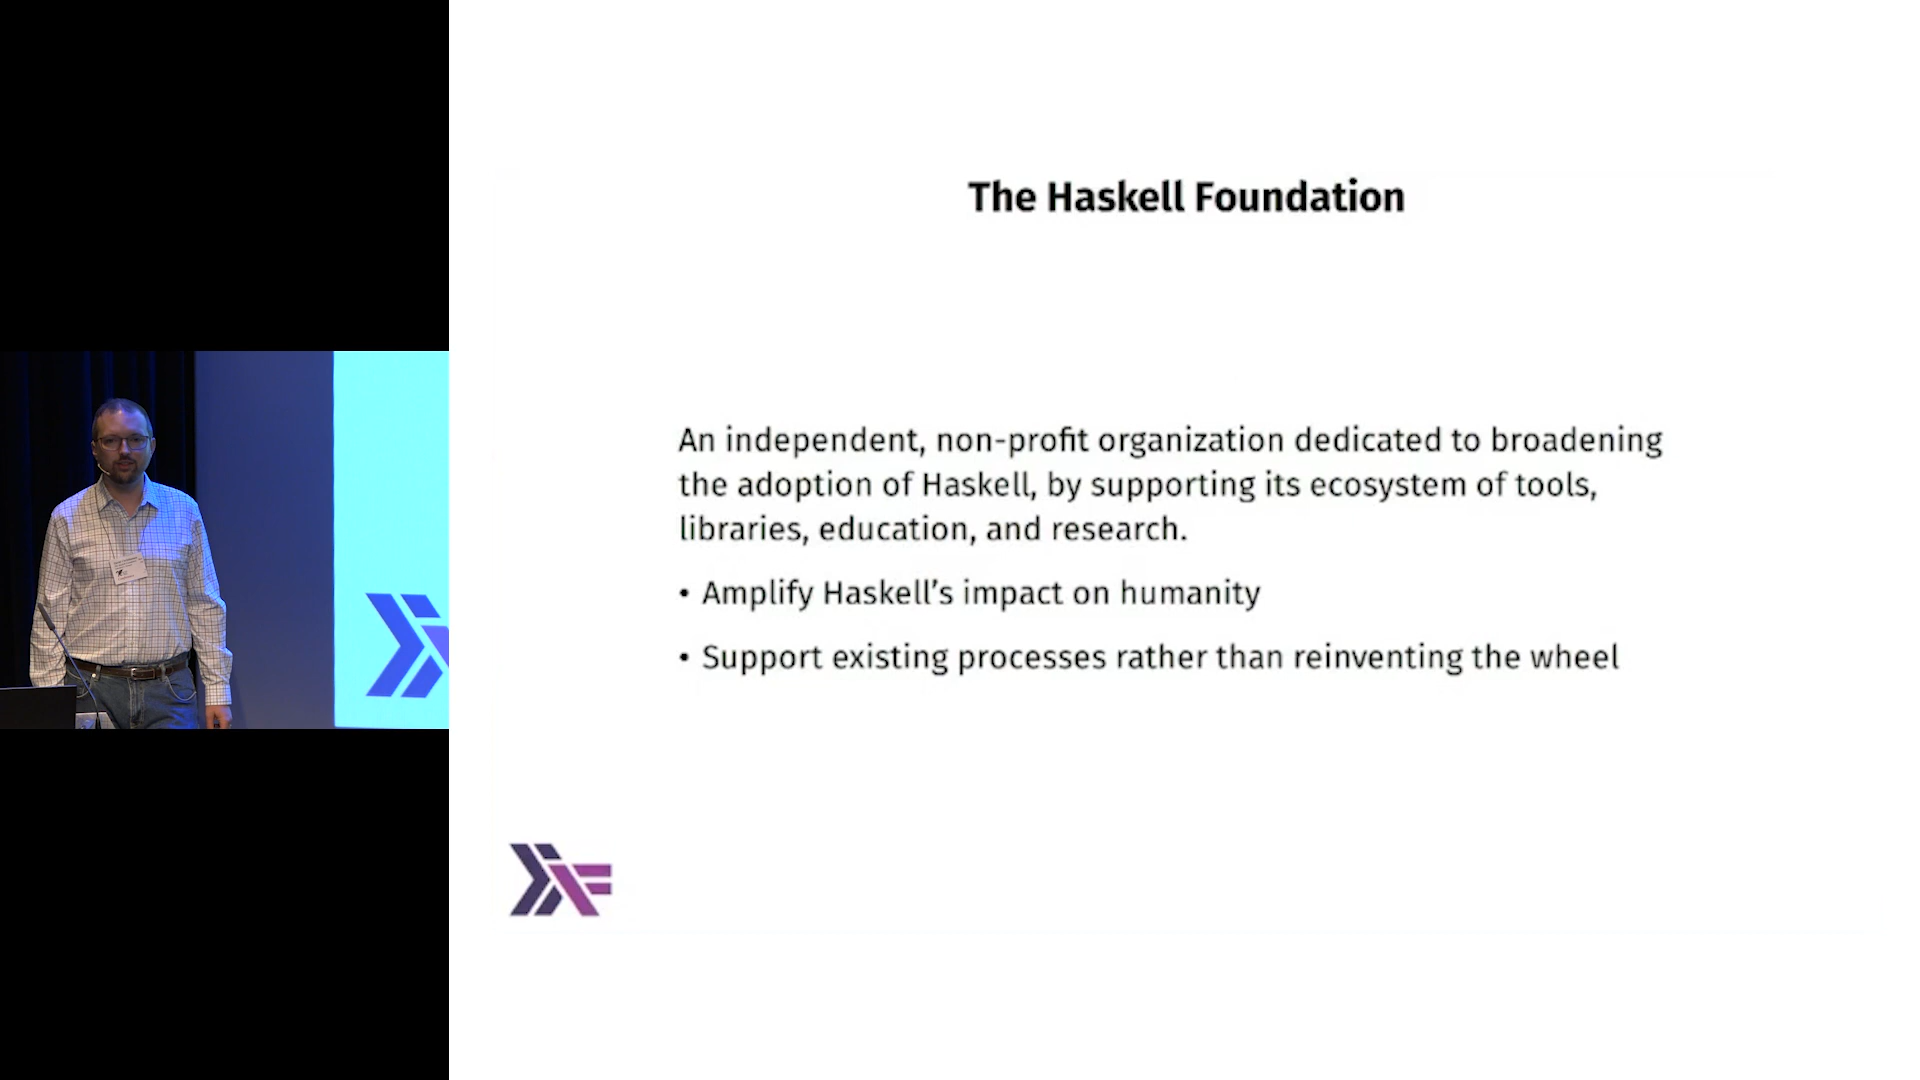 The Haskell Foundation
An independent, non-profit organization dedicated to broadening
the adoption of Haskell, by supporting its ecosystem of tools,
libraries, education, and research.
• Amplify Haskell’s impact on humanity
• Support existing processes rather than reinventing the wheel